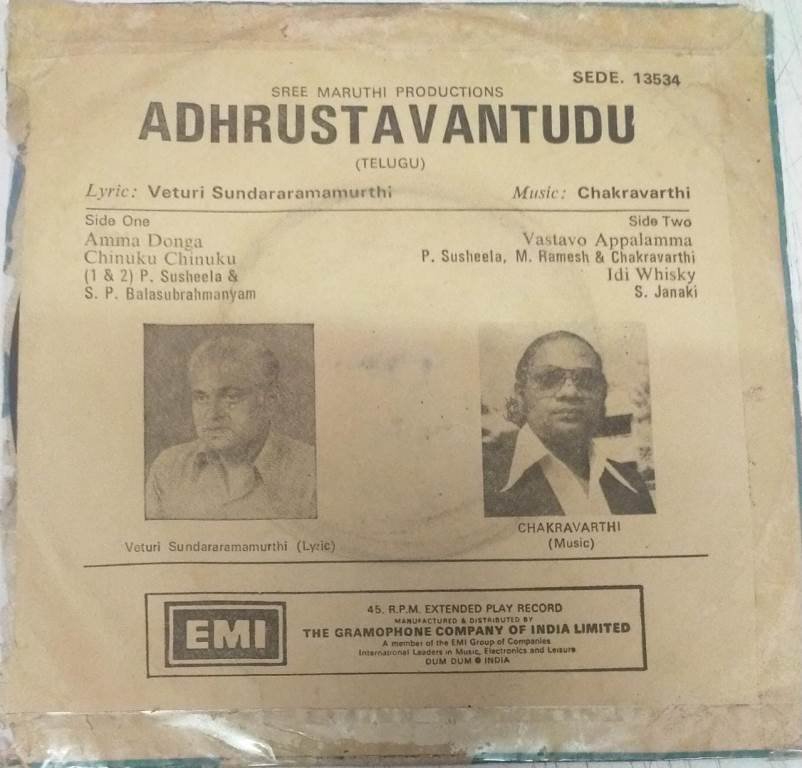 SEDE. 13534
SREE MARUTHI PRODUCTIONS
ADHRUSTAVANTUDU
(TELUGU)
Lyric: Veturi Sundararamamurthi Music: Chakravarthi
Side One
Amma Donga
Chinuku Chinuku
(1 & 2) P. Susheela &
S. P. Balasubrahmanyam
Side Two
Vastavo Appalamma
P. Susheela, M. Ramesh & Chakravarthi
Idi Whisky
S. Janaki
Veturi Sundararamamurthi (Lyric)
CHAKRAVARTHI
(Music)
EMI
45. R.P.M. EXTENDED PLAY RECORD
MANUFACTURED & DISTRIBUTED BY
THE GRAMOPHONE COMPANY OF INDIA LIMITED
A member of the EMI Group of Companies
International Leaders in Music, Electronics and Leisure
DUM DUM ● INDIA